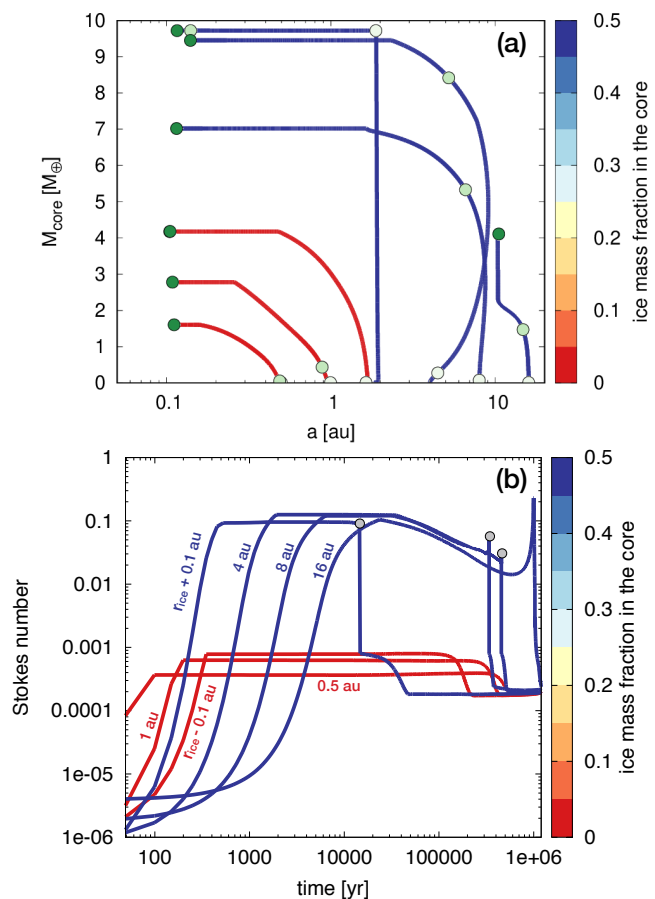 (a)
10
9
8
7
6
5
4
3
2
1
0
M_core [M_⊕]
0.1
1
10
a [au]
0.5
0.4
0.3
0.2
0.1
0
ice mass fraction in the core
(b)
1
0.1
0.01
0.001
0.0001
1e-05
1e-06
Stokes number
r_ice + 0.1 au
4 au
8 au
16 au
1 au
r_ice - 0.1 au
0.5 au
100
1000
10000
100000
1e+06
time [yr]
0.5
0.4
0.3
0.2
0.1
0
ice mass fraction in the core